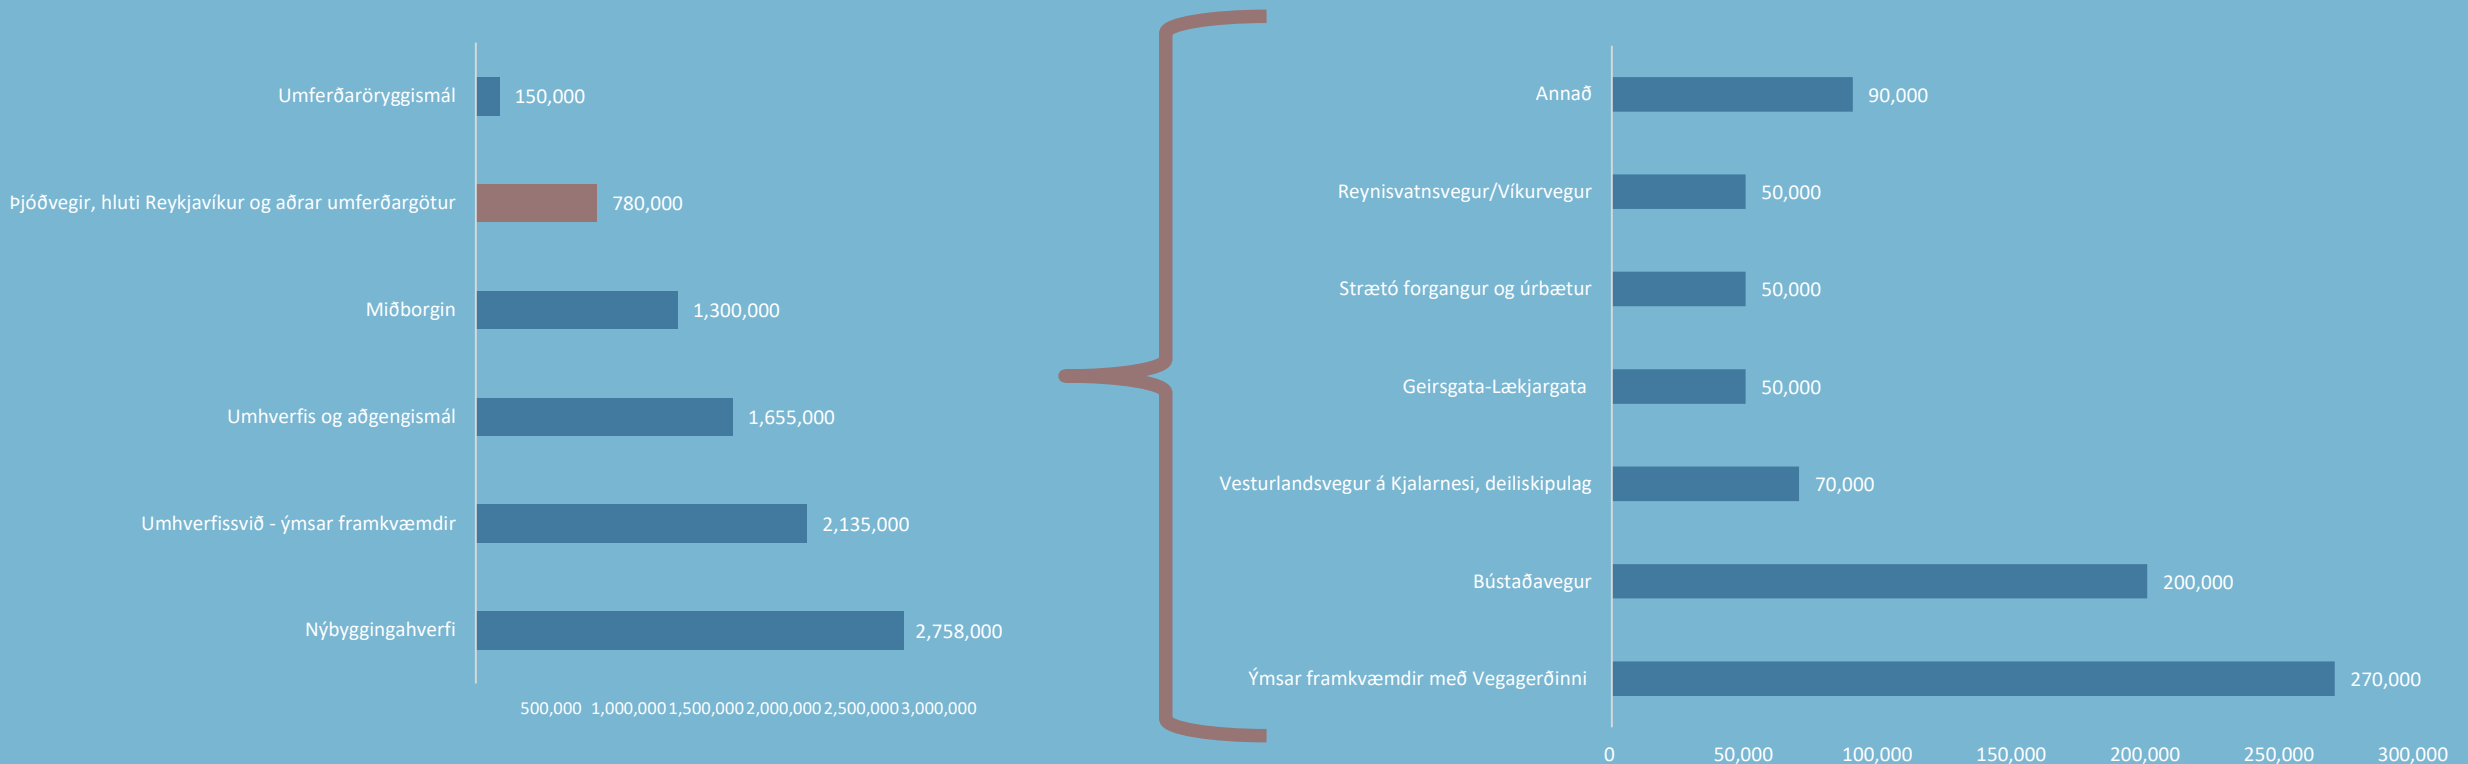 Umferðaröryggismál 150,000
Þjóðvegir, hluti Reykjavíkur og aðrar umferðargötur 780,000
Miðborgin 1,300,000
Umhverfis og aðgengismál 1,655,000
Umhverfissvið - ýmsar framkvæmdir 2,135,000
Nýbyggingahverfi 2,758,000
500,000 1,000,000 1,500,000 2,000,000 2,500,000 3,000,000
Annað 90,000
Reynisvatnsvegur/Víkurvegur 50,000
Strætó forgangur og úrbætur 50,000
Geirsgata-Lækjargata 50,000
Vesturlandsvegur á Kjalarnesi, deiliskipulag 70,000
Bústaðavegur 200,000
Ýmsar framkvæmdir með Vegagerðinni 270,000
0 50,000 100,000 150,000 200,000 250,000 300,000